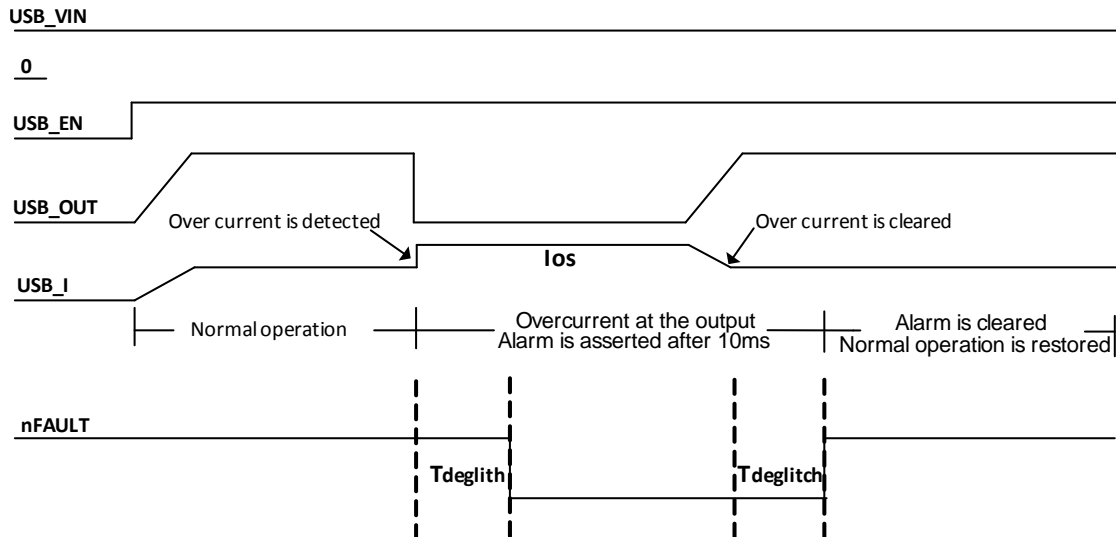 USB_VIN
0
USB_EN
USB_OUT
Over current is detected
Over current is cleared
Ios
USB_I
Normal operation
Overcurrent at the output
Alarm is asserted after 10ms
Alarm is cleared
Normal operation is restored
nFAULT
Tdeglith
Tdeglitch